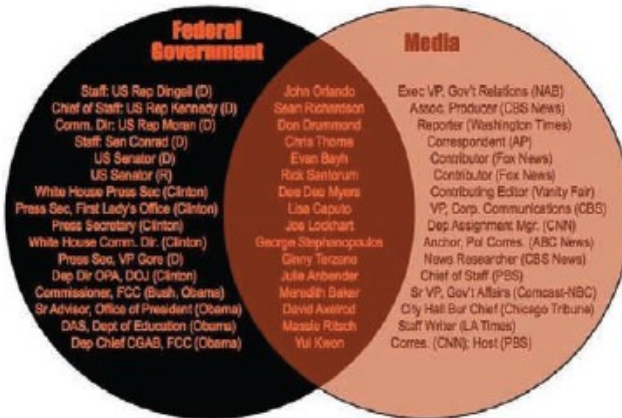 Federal
Government
Media
Staff: US Rep Dingell (D) John Orlando Exec VP, Gov't Relations (NAB)
Chief of Staff: US Rep Kennedy (D) Sean Richardson Assoc. Producer (CBS News)
Comm. Dir: US Rep Moran (D) Don Drummond Reporter (Washington Times)
Staff: Sen Conrad (D) Chris Thorne Correspondent (AP)
US Senator (D) Evan Bayh Contributor (Fox News)
US Senator (R) Rick Santorum Contributor (Fox News)
White House Press Sec (Clinton) Dee Dee Myers Contributing Editor (Vanity Fair)
Press Sec, First Lady's Office (Clinton) Lisa Caputo VP, Corp. Communications (CBS)
Press Secretary (Clinton) Joe Lockhart Dep Assignment Mgr. (CNN)
White House Comm. Dir. (Clinton) George Stephanopoulos Anchor, Pol Corres. (ABC News)
Press Sec, VP Gore (D) Ginny Terzano News Researcher (CBS News)
Dep Dir OPA, DOJ (Clinton) Julie Anbender Chief of Staff (PBS)
Commissioner, FCC (Bush, Obama) Meredith Baker Sr VP, Gov't Affairs (Comcast-NBC)
Sr Advisor, Office of President (Obama) David Axelrod City Hall Bur Chief (Chicago Tribune)
DAS, Dept of Education (Obama) Massie Ritsch Staff Writer (LA Times)
Dep Chief CGAB, FCC (Obama) Yul Kwon Corres. (CNN); Host (PBS)